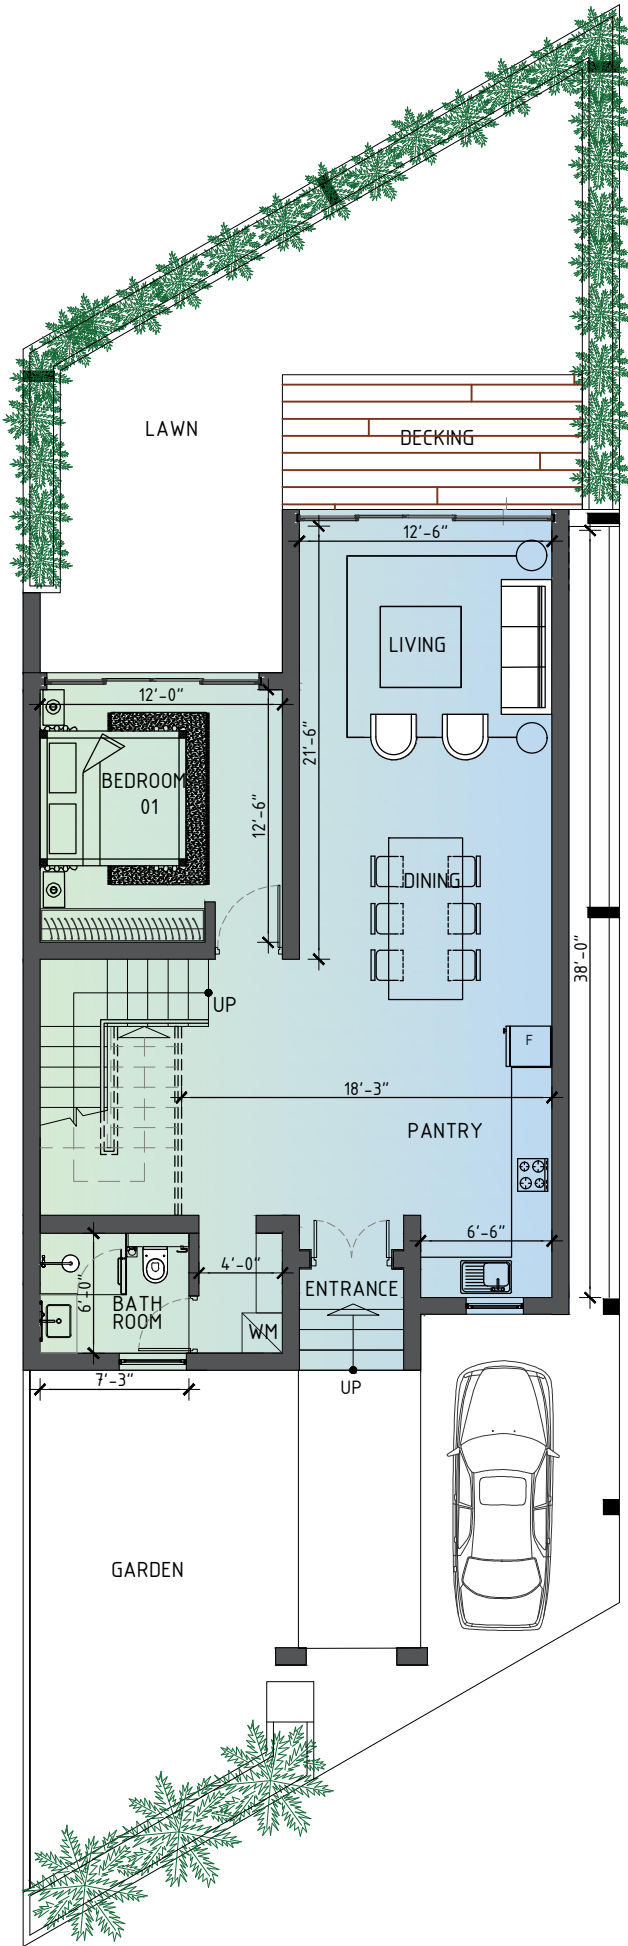 LAWN
DECKING
12'-6"
LIVING
12'-0"
21'-6"
BEDROOM
01
12'-6"
DINING
38'-0"
UP
F
18'-3"
PANTRY
6'-6"
4'-0"
6'-0"
ENTRANCE
BATH
ROOM
WM
7'-3"
UP
GARDEN